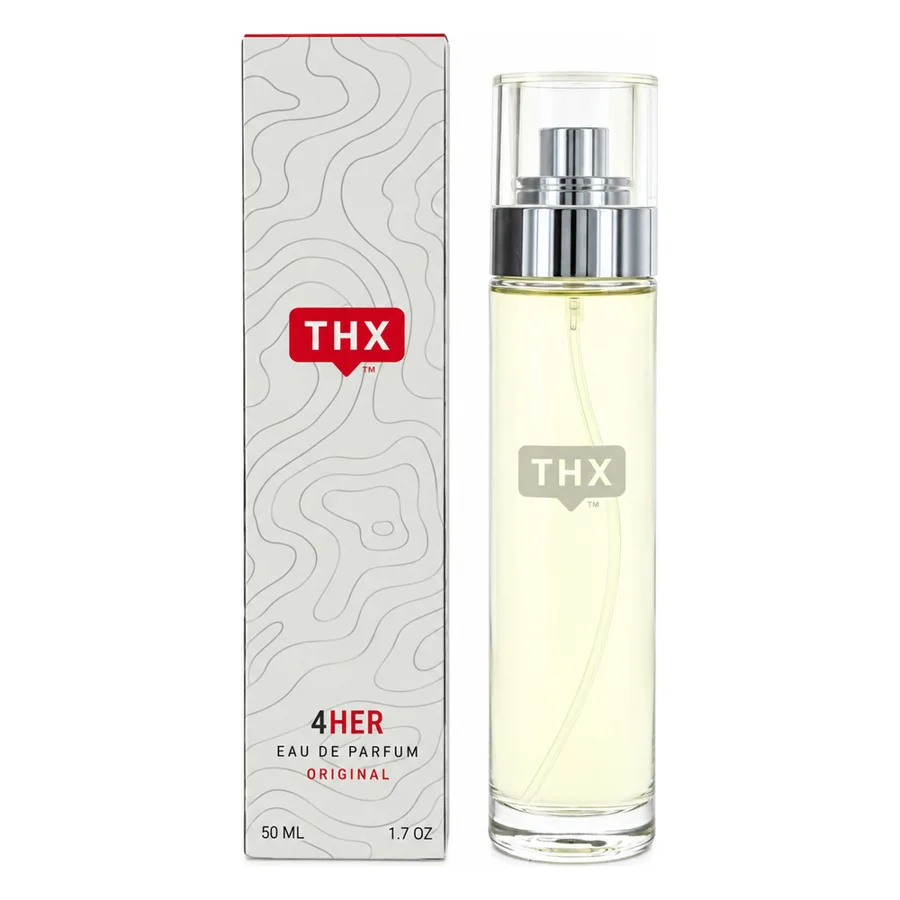 THX
TM
4HER
EAU DE PARFUM
ORIGINAL
50 ML 1.7 OZ
THX
TM